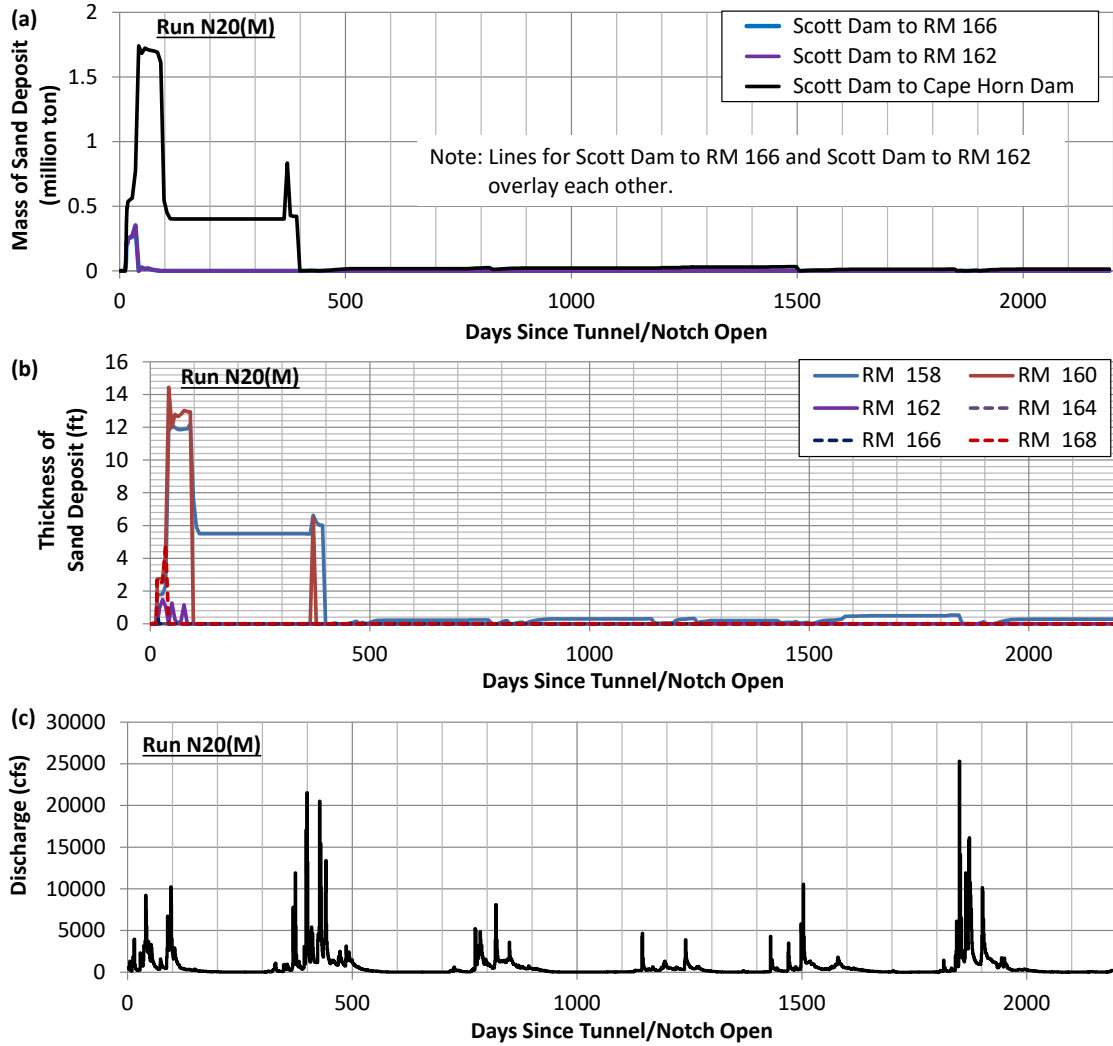 (a)
Run N20(M)
Scott Dam to RM 166
Scott Dam to RM 162
Scott Dam to Cape Horn Dam
Note: Lines for Scott Dam to RM 166 and Scott Dam to RM 162
overlay each other.
Mass of Sand Deposit
(million ton)
2
1.5
1
0.5
0
0 500 1000 1500 2000
Days Since Tunnel/Notch Open
(b)
Run N20(M)
RM 158 RM 160
RM 162 RM 164
RM 166 RM 168
Thickness of
Sand Deposit (ft)
16
14
12
10
8
6
4
2
0
0 500 1000 1500 2000
Days Since Tunnel/Notch Open
(c)
Run N20(M)
Discharge (cfs)
30000
25000
20000
15000
10000
5000
0
0 500 1000 1500 2000
Days Since Tunnel/Notch Open